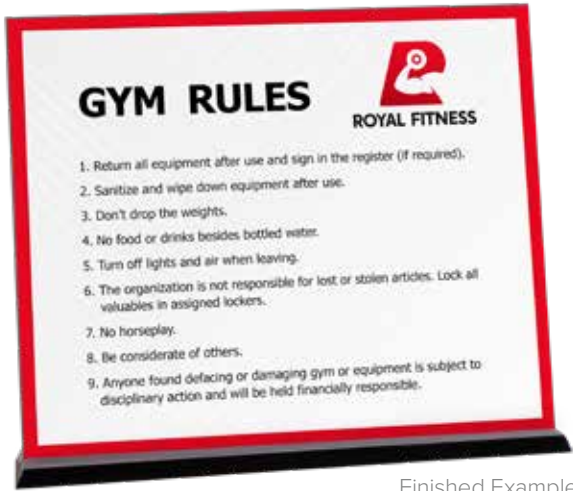 GYM RULES
ROYAL FITNESS
1. Return all equipment after use and sign in the register (if required).
2. Sanitize and wipe down equipment after use.
3. Don't drop the weights.
4. No food or drinks besides bottled water.
5. Turn off lights and air when leaving.
6. The organization is not responsible for lost or stolen articles. Lock all
valuables in assigned lockers.
7. No horseplay.
8. Be considerate of others.
9. Anyone found defacing or damaging gym or equipment is subject to
disciplinary action and will be held financially responsible.
Finished Example